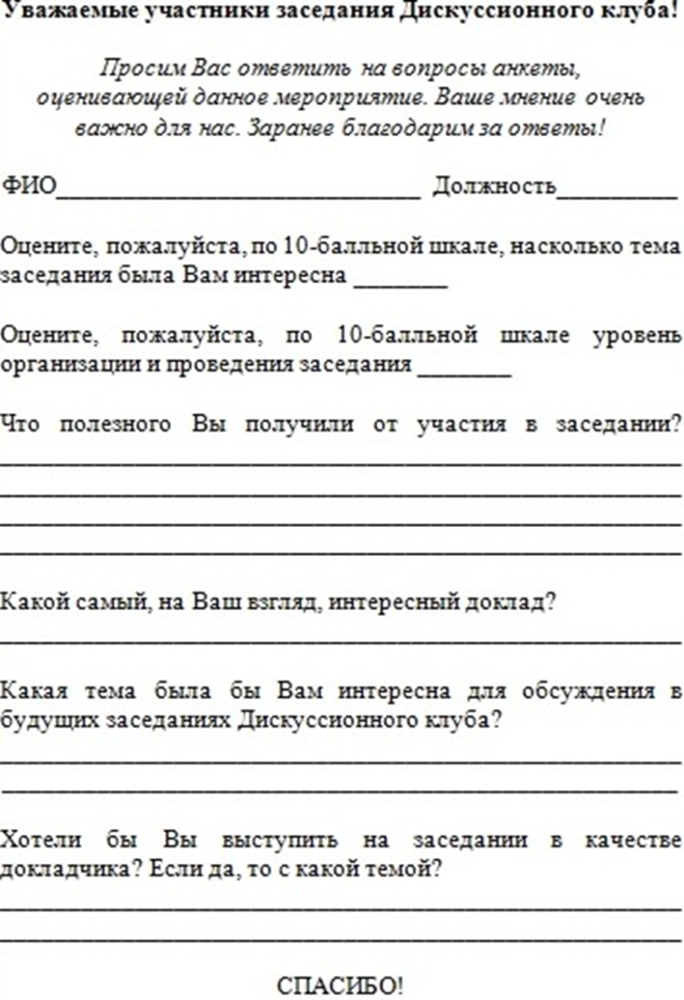 Уважаемые участники заседания Дискуссионного клуба!
Просим Вас ответить на вопросы анкеты,
оценивающей данное мероприятие. Ваше мнение очень
важно для нас. Заранее благодарим за ответы!
ФИО____________________________ Должность_________
Оцените, пожалуйста, по 10-балльной шкале, насколько тема
заседания была Вам интересна _______
Оцените, пожалуйста, по 10-балльной шкале уровень
организации и проведения заседания _______
Что полезного Вы получили от участия в заседании?
Какой самый, на Ваш взгляд, интересный доклад?
Какая тема была бы Вам интересна для обсуждения в
будущих заседаниях Дискуссионного клуба?
Хотели бы Вы выступить на заседании в качестве
докладчика? Если да, то с какой темой?
СПАСИБО!